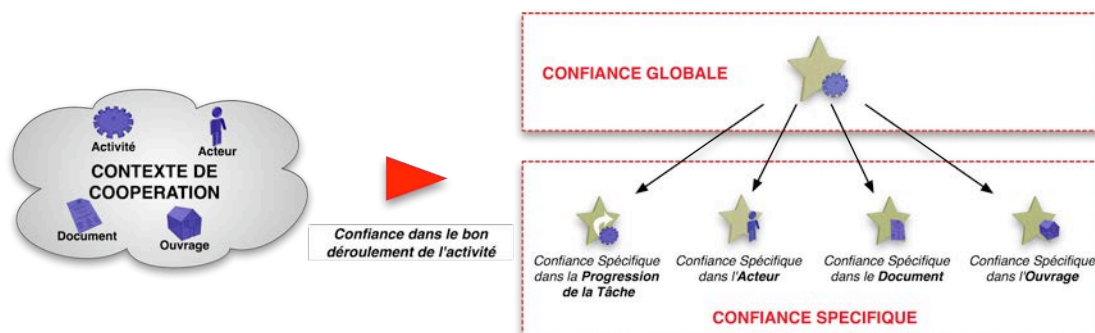 Activité
Acteur
CONTEXTE DE
COOPERATION
Document
Ouvrage
Confiance dans le bon
déroulement de l'activité
CONFIANCE GLOBALE
Confiance Spécifique
dans la Progression
de la Tâche
Confiance Spécifique
dans l'Acteur
Confiance Spécifique
dans le Document
Confiance Spécifique
dans l'Ouvrage
CONFIANCE SPECIFIQUE